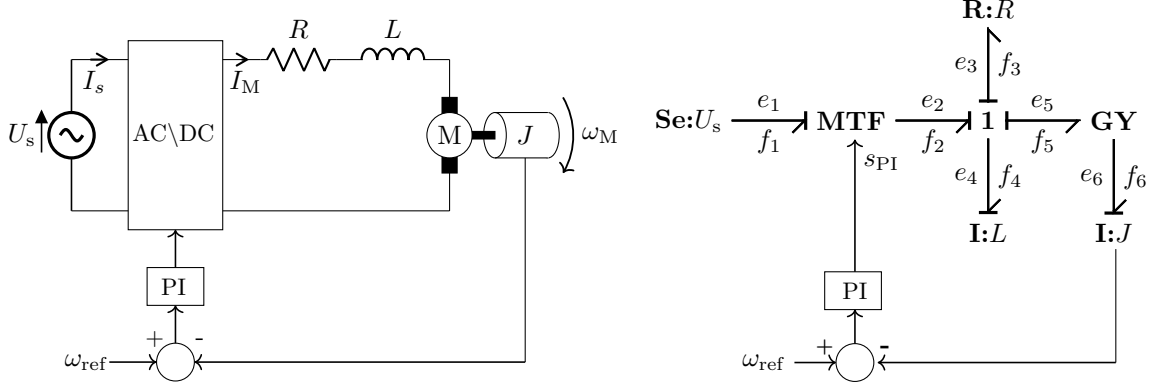 R L
I_s I_M
U_s AC\DC M J ω_M
PI
+ -
ω_ref
R:R
e_3 f_3
Se:U_s e_1 f_1 MTF e_2 f_2 1 e_5 f_5 GY
s_PI e_4 f_4 e_6 f_6
I:L I:J
PI
+ -
ω_ref